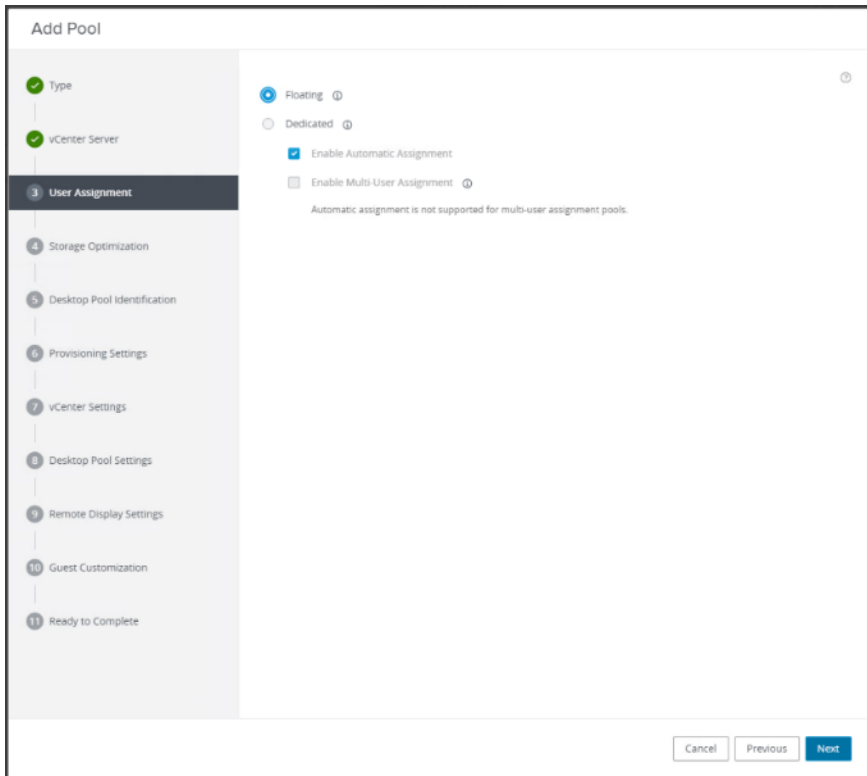 Add Pool
Type
vCenter Server
3 User Assignment
4 Storage Optimization
5 Desktop Pool Identification
6 Provisioning Settings
7 vCenter Settings
8 Desktop Pool Settings
9 Remote Display Settings
10 Guest Customization
11 Ready to Complete
Floating
Dedicated
Enable Automatic Assignment
Enable Multi-User Assignment
Automatic assignment is not supported for multi-user assignment pools.
Cancel Previous Next